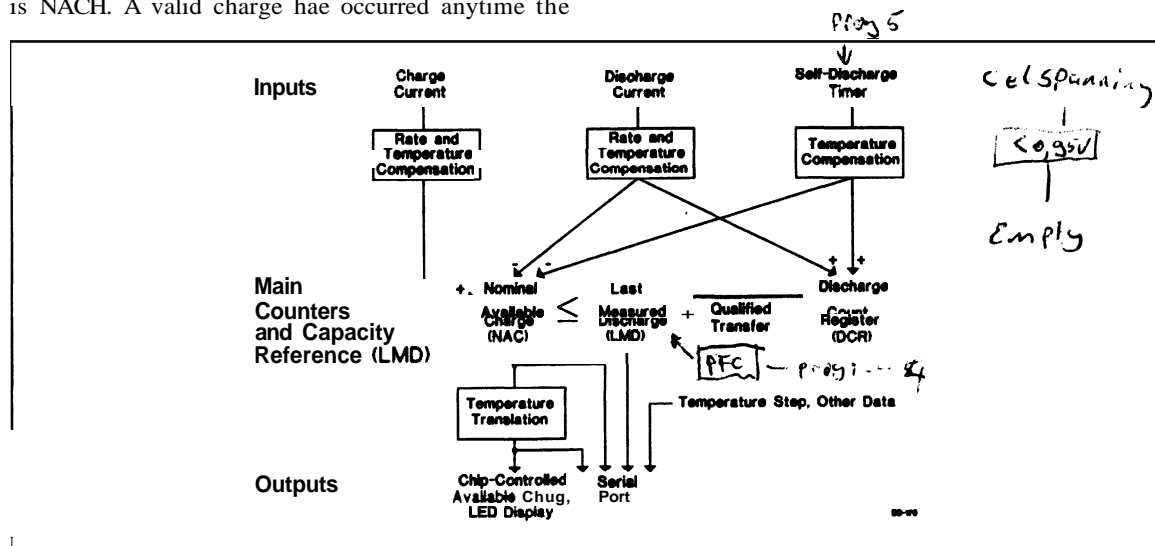 is NACH. A valid charge hae occurred anytime the
Prog 5
Inputs
Charge
Current
Discharge
Current
Self-Discharge
Timer
Celspanning
Rate and
Temperature
Compensation
Rate and
Temperature
Compensation
Temperature
Compensation
<0,95V
Emply
- - + +
Main
Counters
and Capacity
Reference (LMD)
+. Nominal
Available
Charge
(NAC)
≤
Last
Measured
Discharge
(LMD)
+
Qualified
Transfer
Discharge
Count
Register
(DCR)
PFC
Temperature
Translation
Temperature Step, Other Data
Outputs
Chip-Controlled
Available Chug,
LED Display
Serial
Port